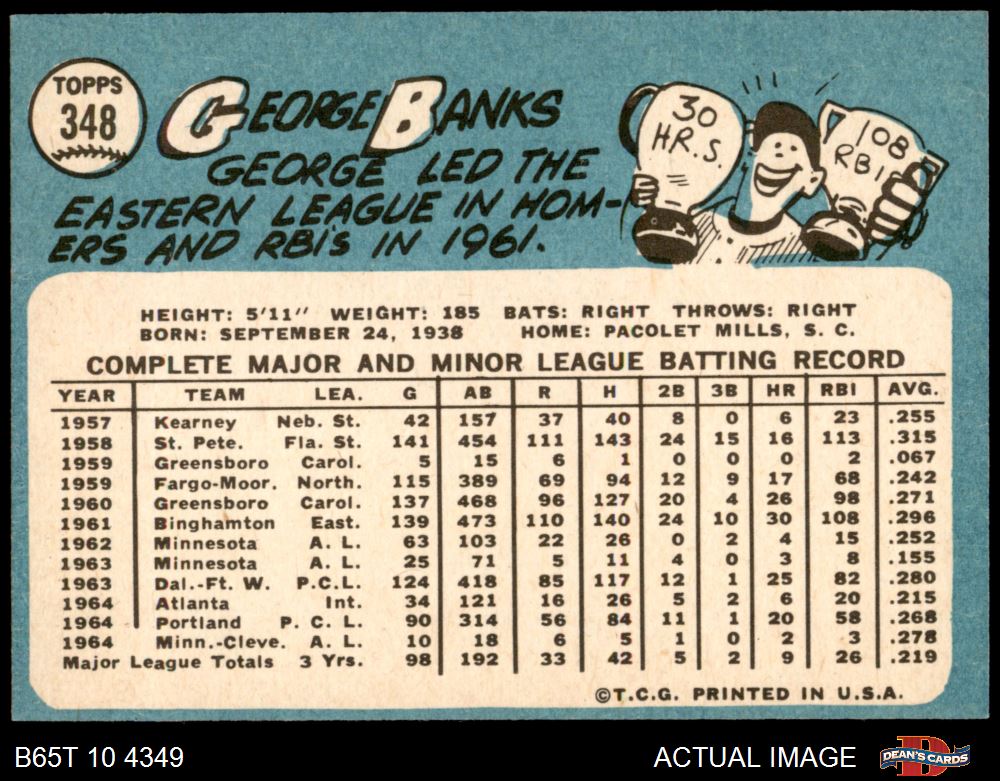 TOPPS
348
GEORGE BANKS
GEORGE LED THE
EASTERN LEAGUE IN HOM-
ERS AND RBI'S IN 1961.
30
HR.S.
108
RBI
HEIGHT: 5'11" WEIGHT: 185 BATS: RIGHT THROWS: RIGHT
BORN: SEPTEMBER 24, 1938 HOME: PACOLET MILLS, S. C.
COMPLETE MAJOR AND MINOR LEAGUE BATTING RECORD
YEAR TEAM LEA. G AB R H 2B 3B HR RBI AVG.
1957 Kearney Neb. St. 42 157 37 40 8 0 6 23 .255
1958 St. Pete. Fla. St. 141 454 111 143 24 15 16 113 .315
1959 Greensboro Carol. 5 15 6 1 0 0 0 2 .067
1959 Fargo-Moor. North. 115 389 69 94 12 9 17 68 .242
1960 Greensboro Carol. 137 468 96 127 20 4 26 98 .271
1961 Binghamton East. 139 473 110 140 24 10 30 108 .296
1962 Minnesota A. L. 63 103 22 26 0 2 4 15 .252
1963 Minnesota A. L. 25 71 5 11 4 0 3 8 .155
1963 Dal.-Ft. W. P.C.L. 124 418 85 117 12 1 25 82 .280
1964 Atlanta Int. 34 121 16 26 5 2 6 20 .215
1964 Portland P. C. L. 90 314 56 84 11 1 20 58 .268
1964 Minn.-Cleve. A. L. 10 18 6 5 1 0 2 3 .278
Major League Totals 3 Yrs. 98 192 33 42 5 2 9 26 .219
©T.C.G. PRINTED IN U.S.A.
B65T 10 4349 ACTUAL IMAGE DEAN'S CARDS